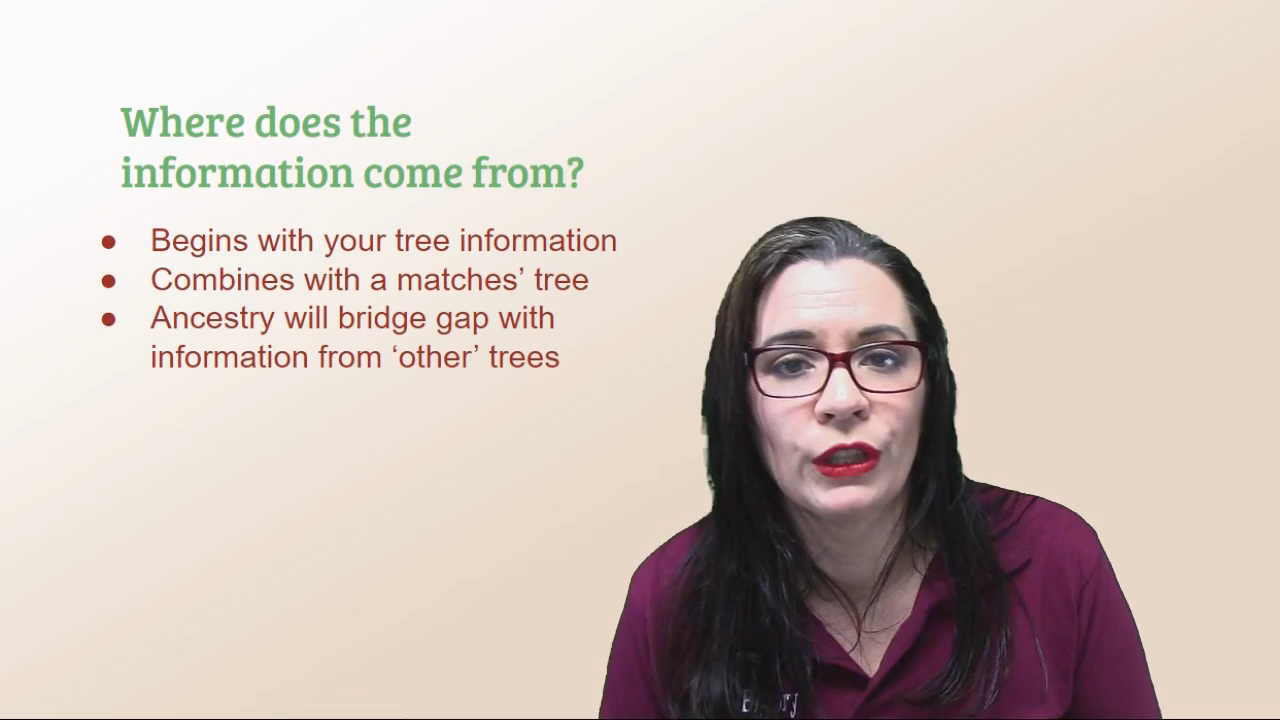 Where does the
information come from?
● Begins with your tree information
● Combines with a matches’ tree
● Ancestry will bridge gap with
information from ‘other’ trees